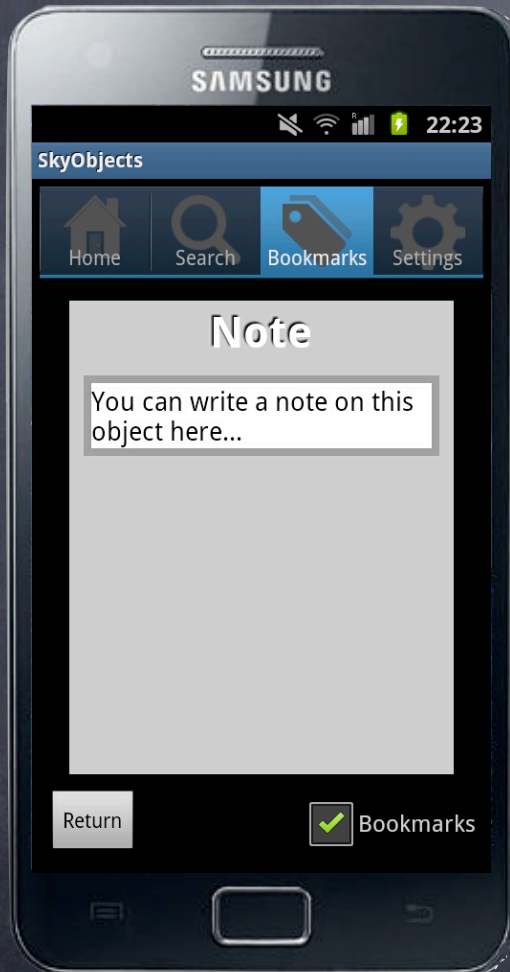 SAMSUNG
R
22:23
SkyObjects
Home Search Bookmarks Settings
Note
You can write a note on this
object here...
Return
Bookmarks